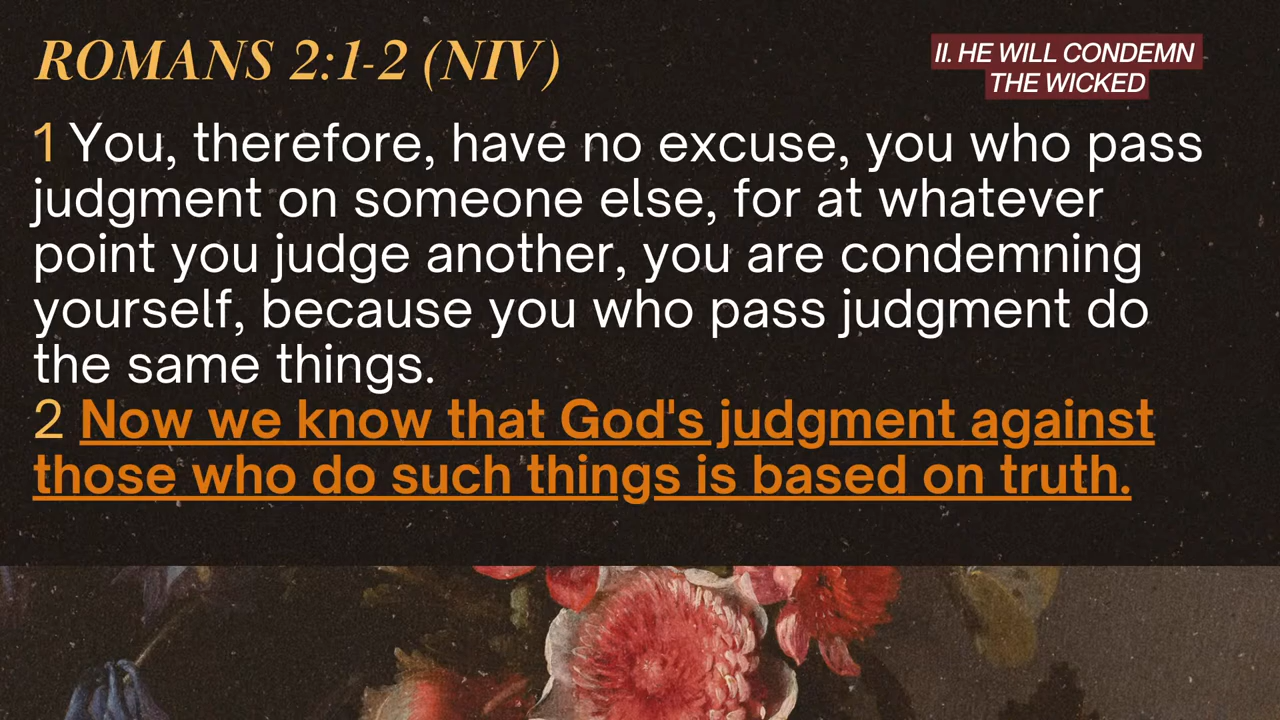 ROMANS 2:1-2 (NIV)
II. HE WILL CONDEMN
THE WICKED
1 You, therefore, have no excuse, you who pass
judgment on someone else, for at whatever
point you judge another, you are condemning
yourself, because you who pass judgment do
the same things.
2 Now we know that God's judgment against
those who do such things is based on truth.